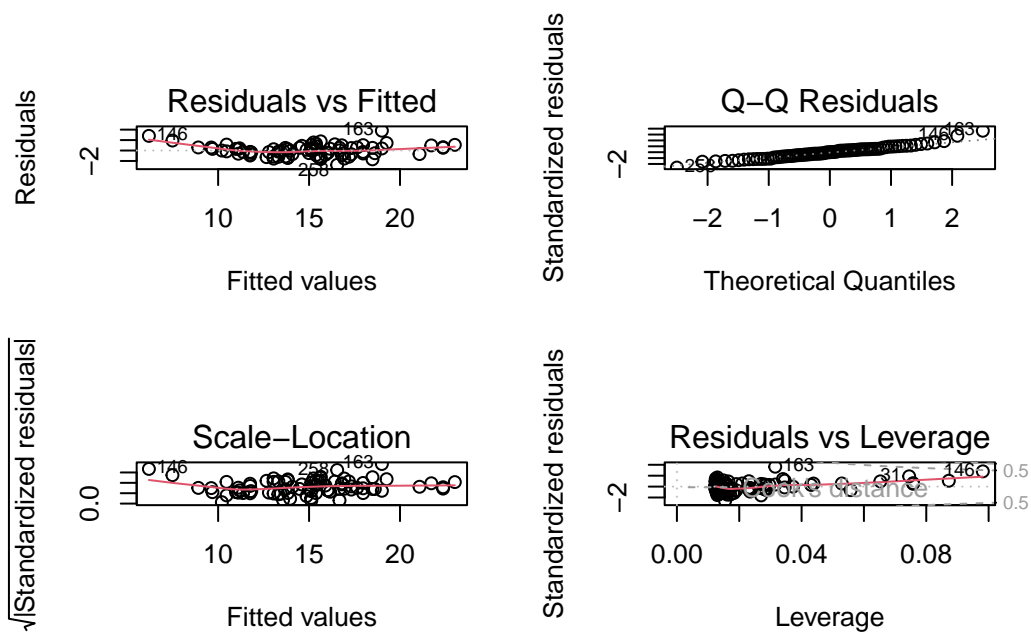 Residuals vs Fitted
Residuals
−2
146
163
258
10 15 20
Fitted values
Q−Q Residuals
Standardized residuals
−2
146
163
258
−2 −1 0 1 2
Theoretical Quantiles
Scale−Location
√|Standardized residuals|
0.0
146
258
163
10 15 20
Fitted values
Residuals vs Leverage
Standardized residuals
−2
163
31
146
Cook's distance
0.5
0.5
0.00 0.04 0.08
Leverage